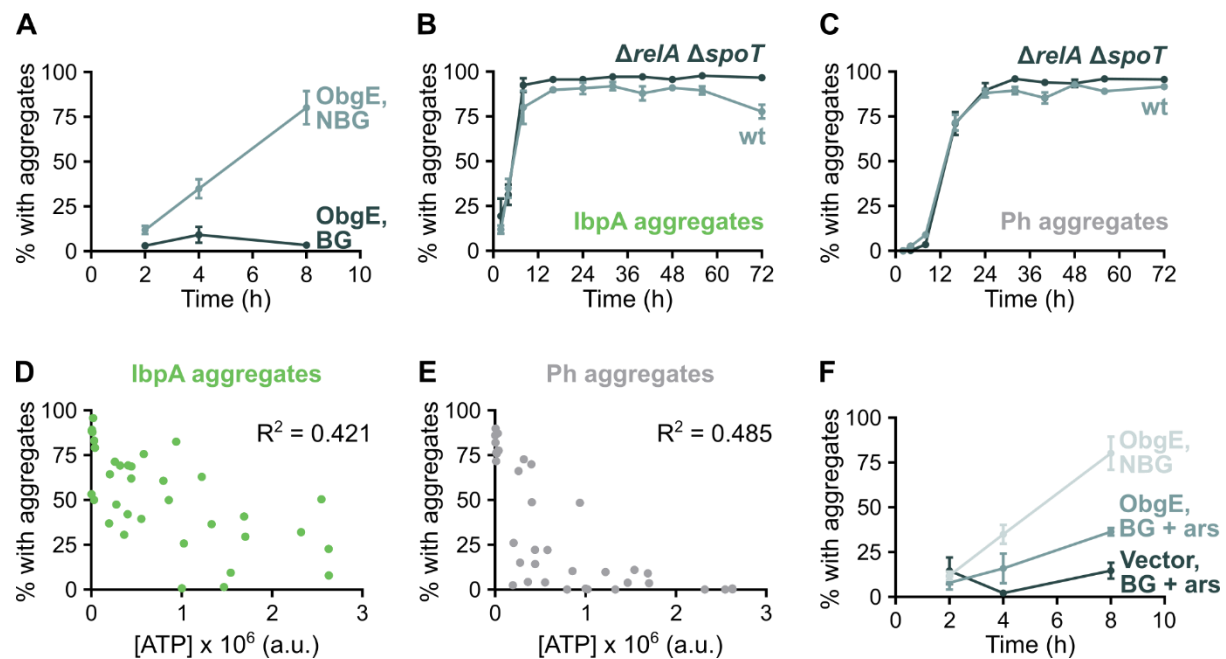 A
% with aggregates
100
75
50
25
0
0 2 4 6 8 10
Time (h)
ObgE,
NBG
ObgE,
BG
B
% with aggregates
100
75
50
25
0
0 12 24 36 48 60 72
Time (h)
ΔrelA ΔspoT
wt
IbpA aggregates
C
% with aggregates
100
75
50
25
0
0 12 24 36 48 60 72
Time (h)
ΔrelA ΔspoT
wt
Ph aggregates
D
IbpA aggregates
% with aggregates
100
75
50
25
0
0 1 2 3
[ATP] x 10⁶ (a.u.)
R² = 0.421
E
Ph aggregates
% with aggregates
100
75
50
25
0
0 1 2 3
[ATP] x 10⁶ (a.u.)
R² = 0.485
F
% with aggregates
100
75
50
25
0
0 2 4 6 8 10
Time (h)
ObgE,
NBG
ObgE,
BG + ars
Vector,
BG + ars